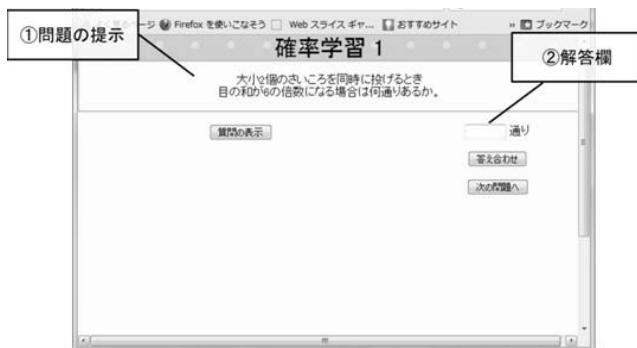 ①問題の提示
ージ Firefox を使いこなそう Web スライス ギャ... おすすめサイト » ブックマーク
確率学習 1
②解答欄
大小2個のさいころを同時に投げるとき
目の和が6の倍数になる場合は何通りあるか。
質問の表示
通り
答え合わせ
次の問題へ